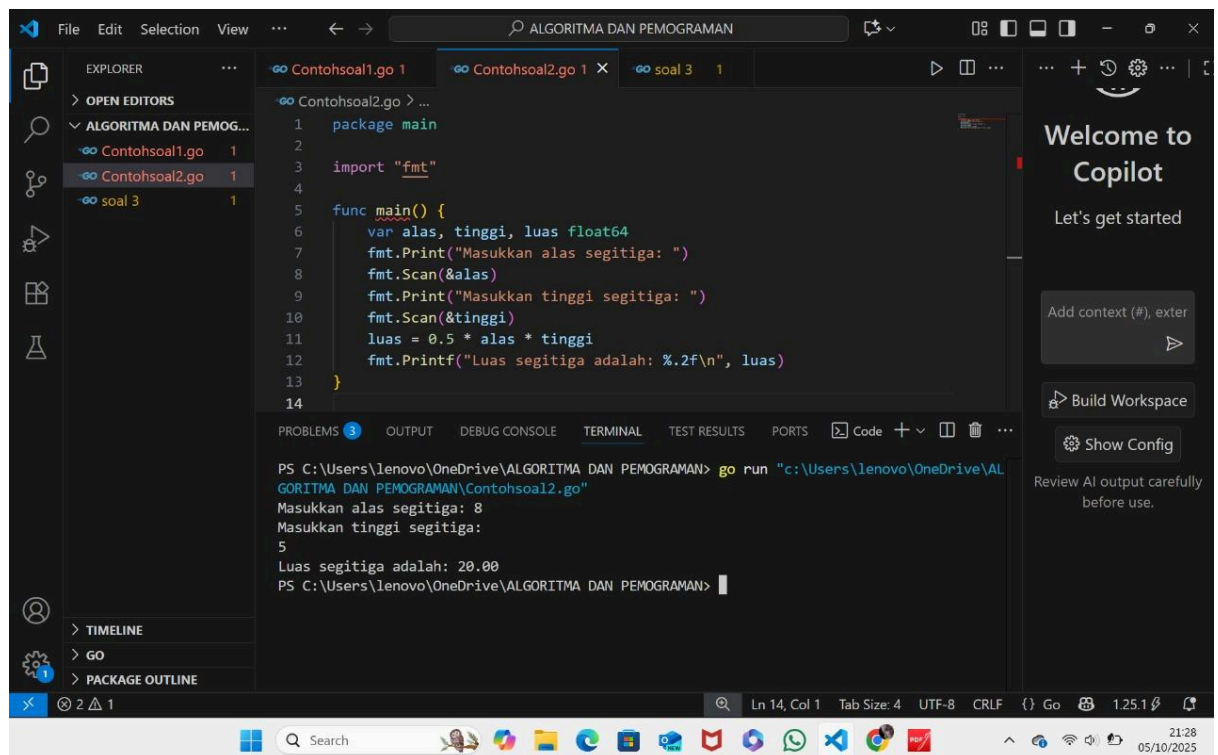 File Edit Selection View ··· ALGORITMA DAN PEMOGRAMAN
EXPLORER ···
OPEN EDITORS
ALGORITMA DAN PEMOG...
GO Contohsoal1.go 1
GO Contohsoal2.go 1
GO soal 3 1
TIMELINE
GO
PACKAGE OUTLINE
GO Contohsoal1.go 1 GO Contohsoal2.go 1 GO soal 3 1
GO Contohsoal2.go > ...
1 package main
2
3 import "fmt"
4
5 func main() {
6 var alas, tinggi, luas float64
7 fmt.Print("Masukkan alas segitiga: ")
8 fmt.Scan(&alas)
9 fmt.Print("Masukkan tinggi segitiga: ")
10 fmt.Scan(&tinggi)
11 luas = 0.5 * alas * tinggi
12 fmt.Printf("Luas segitiga adalah: %.2f\n", luas)
13 }
14
PROBLEMS 3 OUTPUT DEBUG CONSOLE TERMINAL TEST RESULTS PORTS Code
PS C:\Users\lenovo\OneDrive\ALGORITMA DAN PEMOGRAMAN> go run "c:\Users\lenovo\OneDrive\AL
GORITMA DAN PEMOGRAMAN\Contohsoal2.go"
Masukkan alas segitiga: 8
Masukkan tinggi segitiga:
5
Luas segitiga adalah: 20.00
PS C:\Users\lenovo\OneDrive\ALGORITMA DAN PEMOGRAMAN>
Welcome to
Copilot
Let's get started
Add context (#), exter
Build Workspace
Show Config
Review AI output carefully
before use.
2 1 Ln 14, Col 1 Tab Size: 4 UTF-8 CRLF {} Go 1.25.1
Search
21:28
05/10/2025